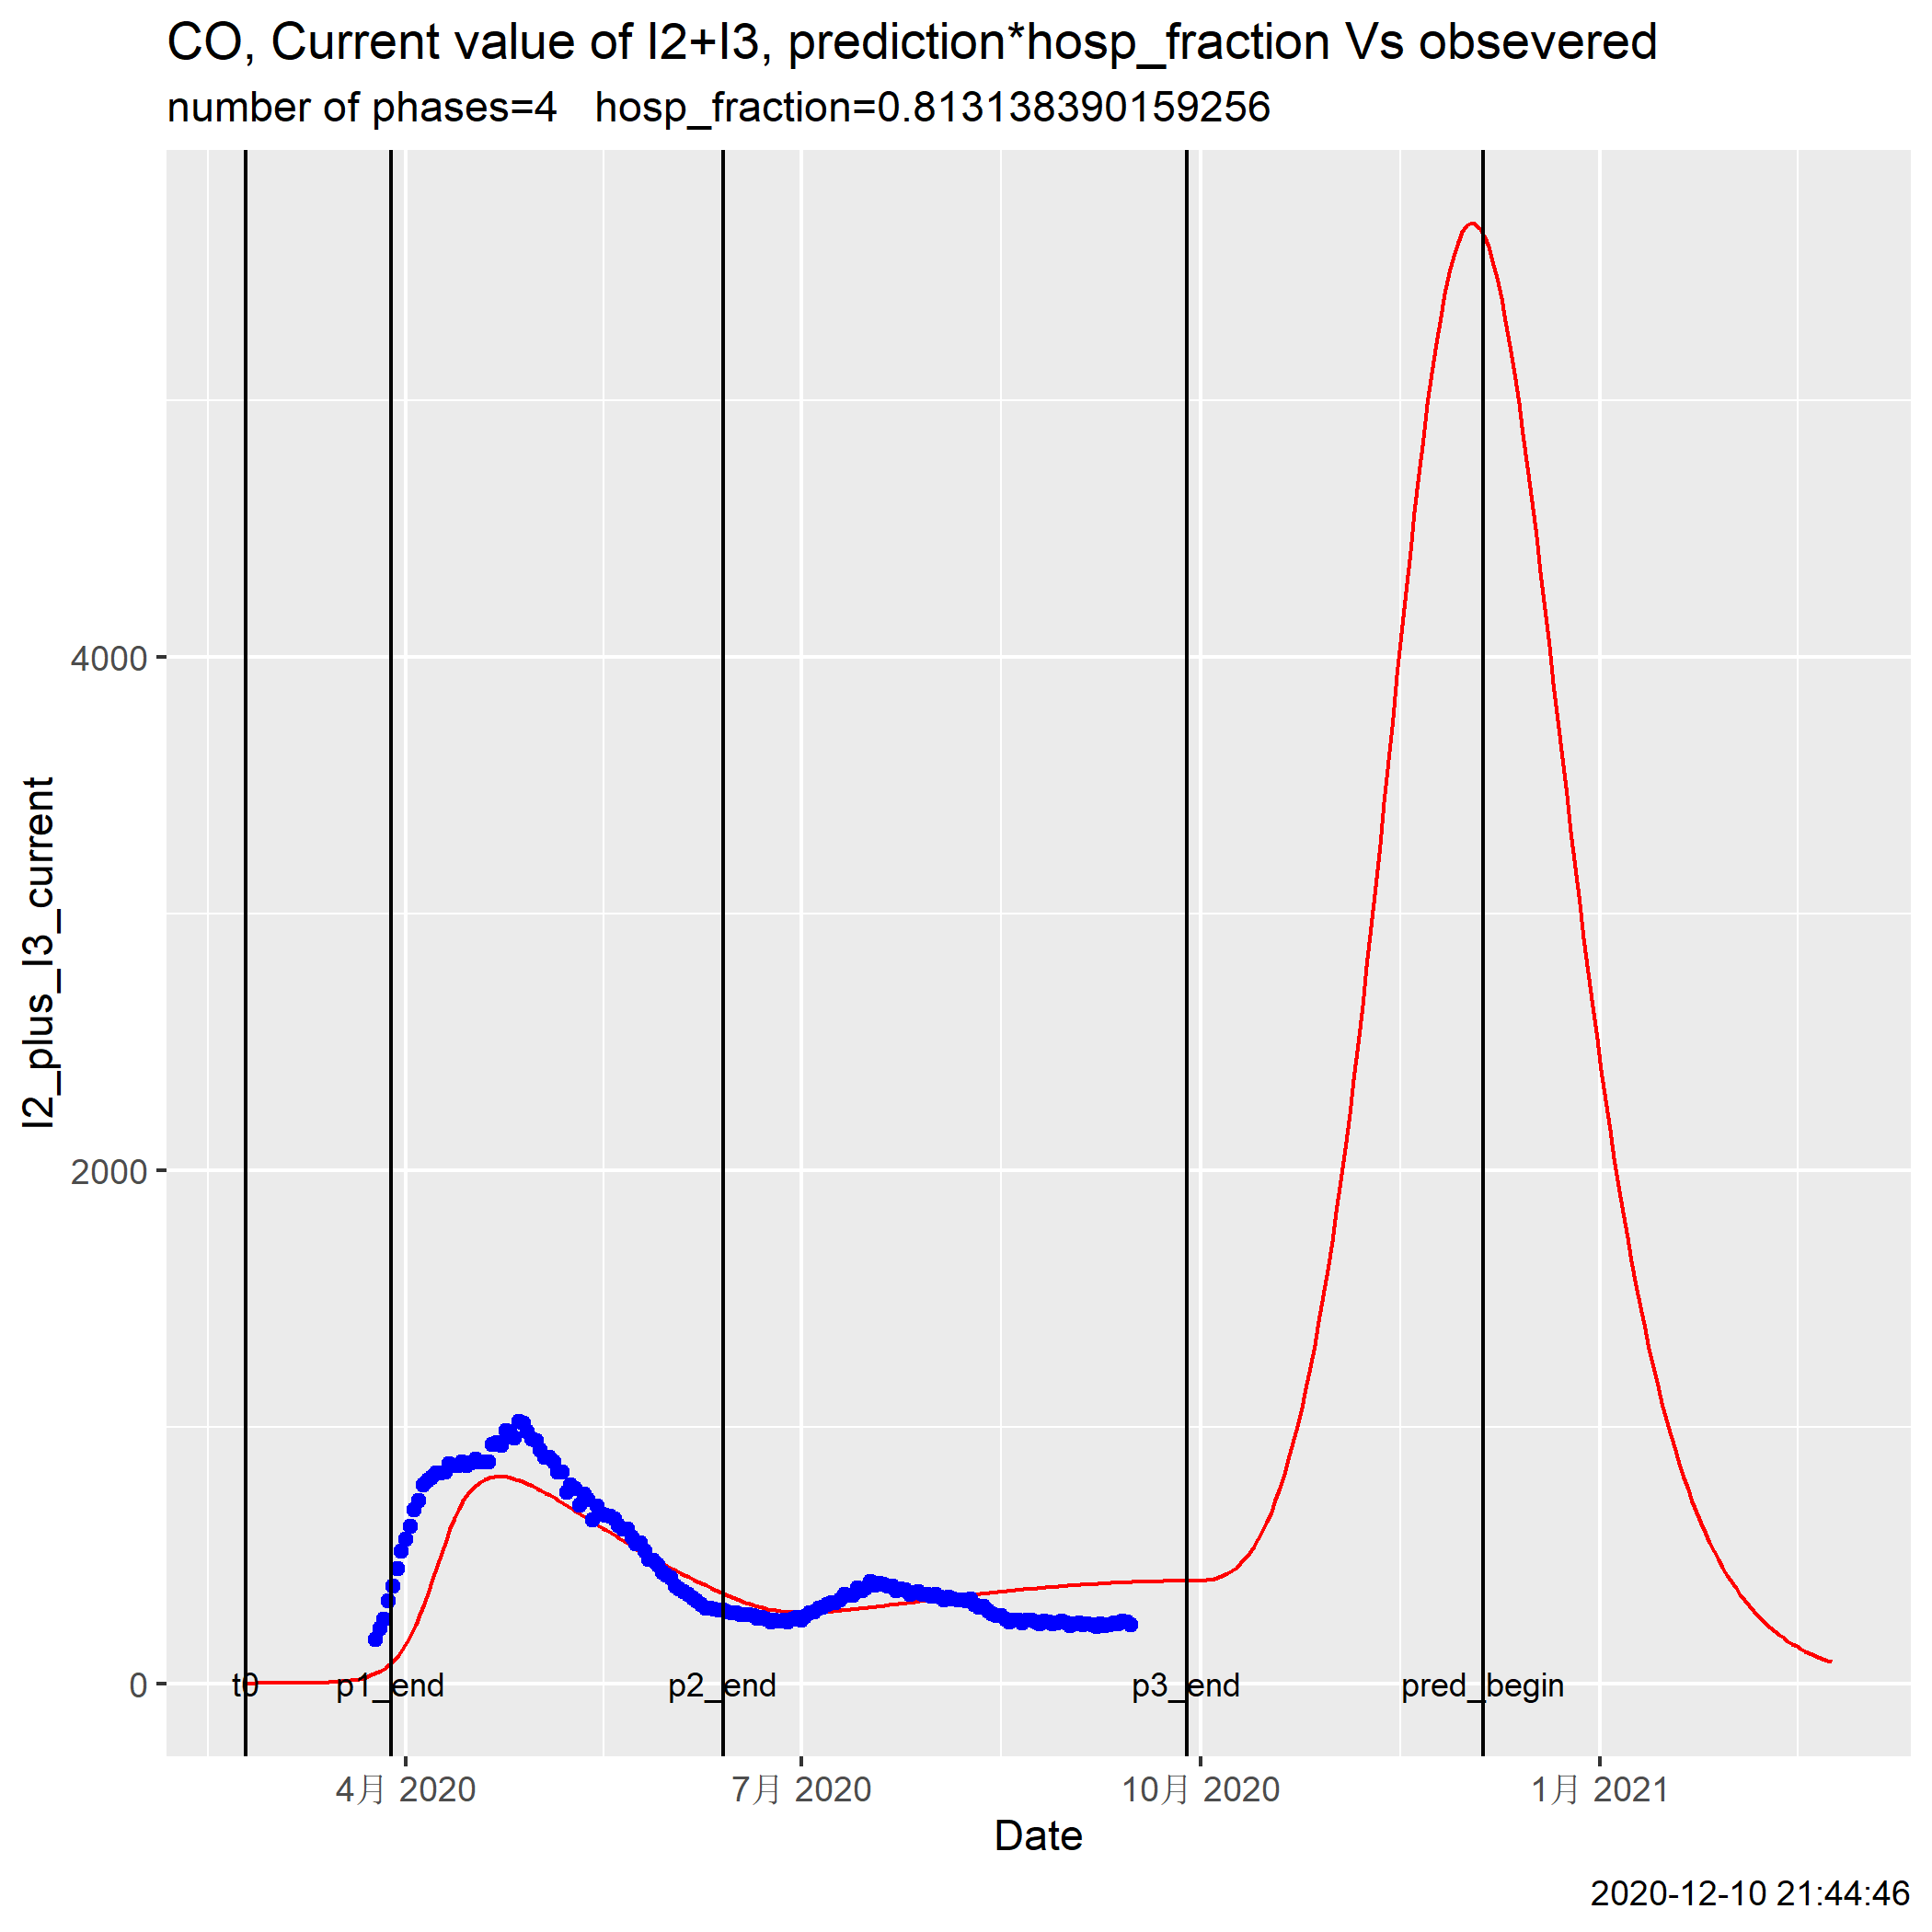 CO, Current value of I2+I3, prediction*hosp_fraction Vs obsevered
number of phases=4   hosp_fraction=0.813138390159256
I2_plus_I3_current
4000
2000
0
t0
p1_end
p2_end
p3_end
pred_begin
4月 2020
7月 2020
10月 2020
1月 2021
Date
2020-12-10 21:44:46